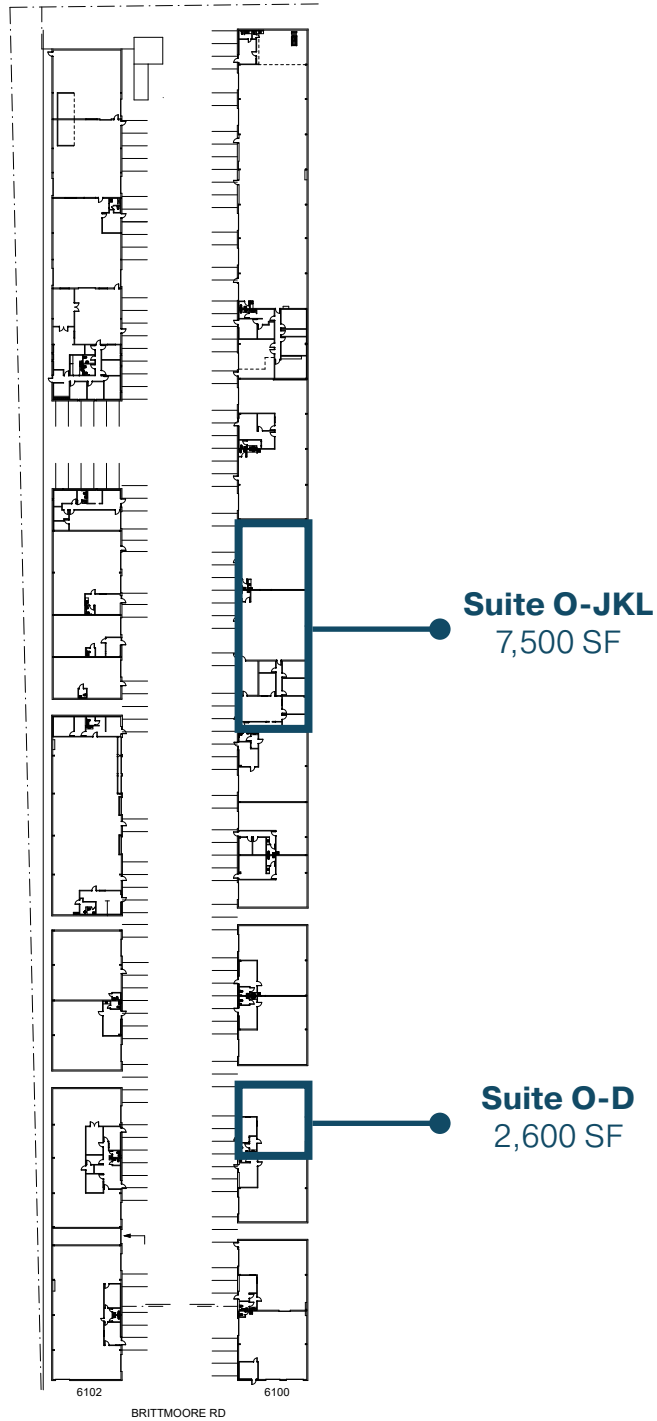 Suite O-JKL
7,500 SF
Suite O-D
2,600 SF
6102
6100
BRITTMOORE RD